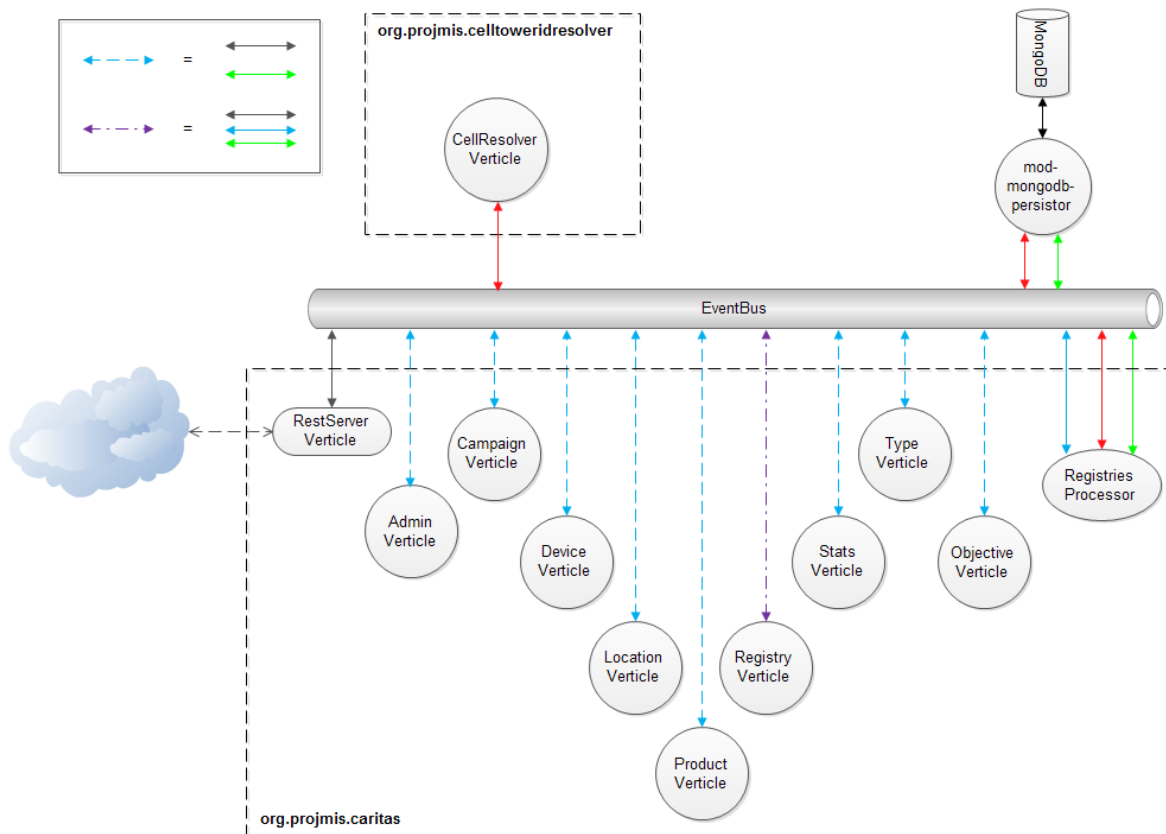 org.projmis.celltoweridresolver
MongoDB
=
=
CellResolver
Verticle
mod-
mongodb-
persistor
EventBus
RestServer
Verticle
Campaign
Verticle
Type
Verticle
Registries
Processor
Admin
Verticle
Device
Verticle
Stats
Verticle
Objective
Verticle
Location
Verticle
Registry
Verticle
Product
Verticle
org.projmis.caritas